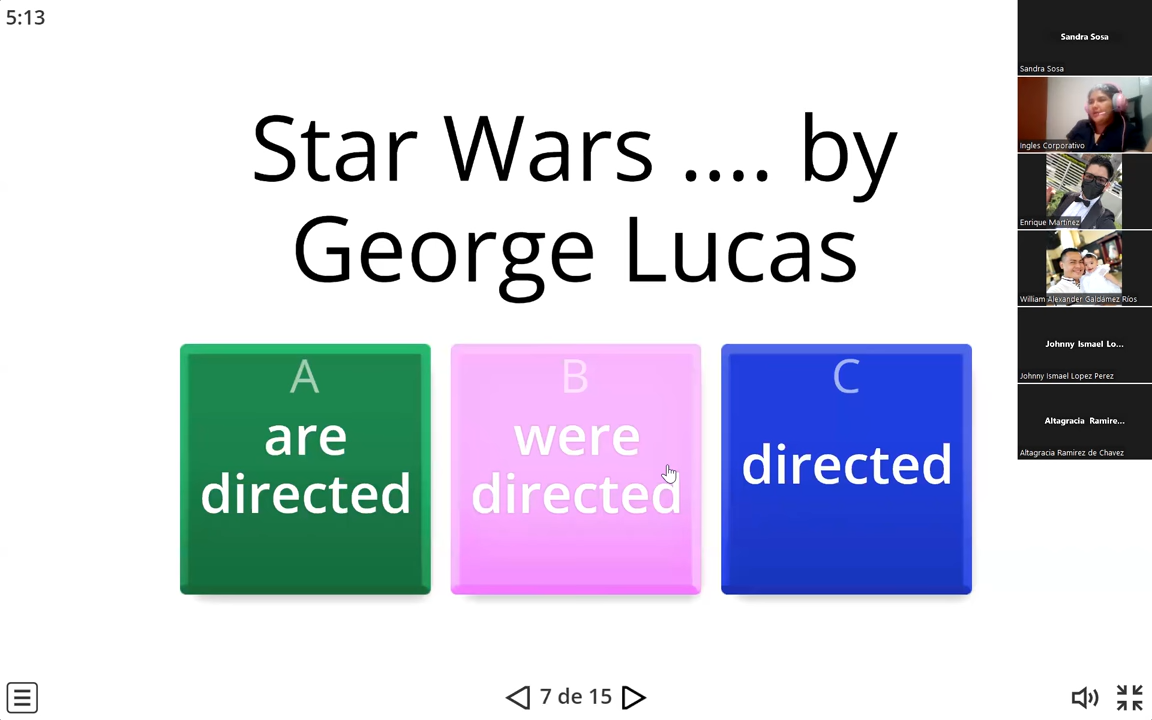 5:13
Star Wars .... by
George Lucas
A
are
directed
B
were
directed
C
directed
7 de 15
Sandra Sosa
Sandra Sosa
Ingles Corporativo
Enrique Martinez
William Alexander Galdámez Ríos
Johnny Ismael Lo...
Johnny Ismael Lopez Perez
Altagracia Ramire...
Altagracia Ramirez de Chavez